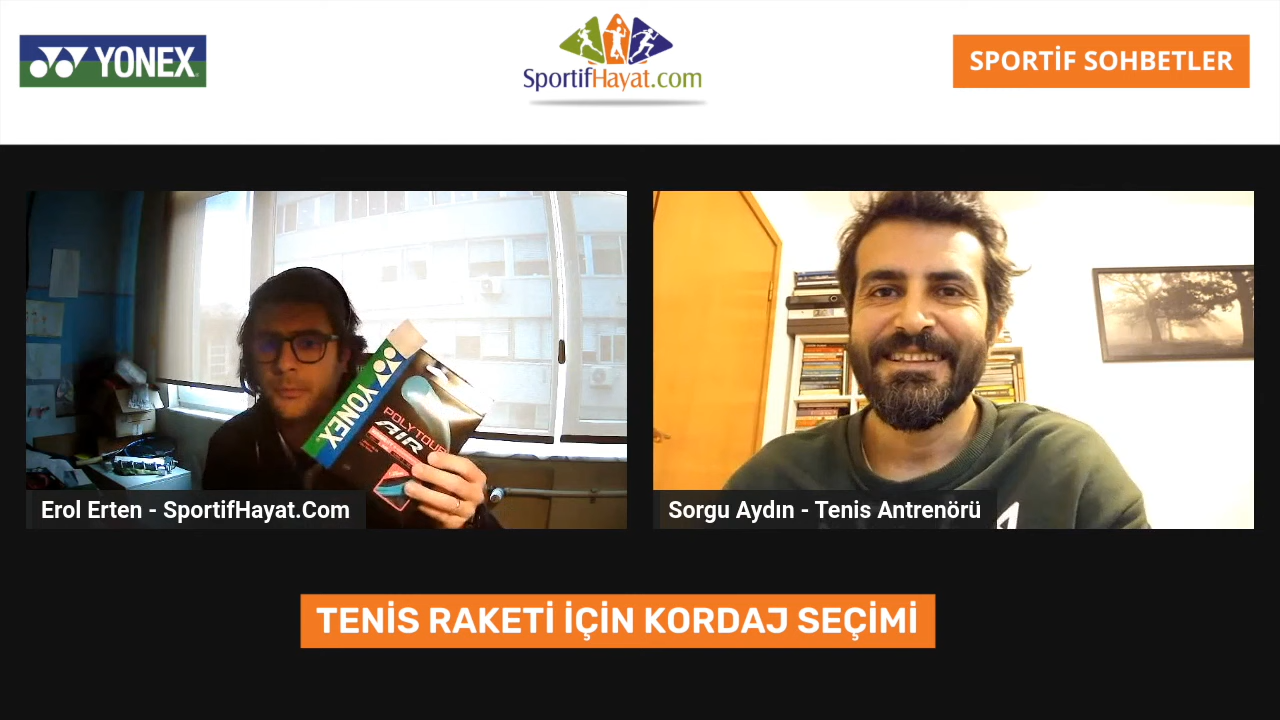 YONEX
SportifHayat.com
SPORTİF SOHBETLER
YONEX
POLYTOUR
AIR
Erol Erten - SportifHayat.Com
Sorgu Aydın - Tenis Antrenörü
TENİS RAKETİ İÇİN KORDAJ SEÇİMİ